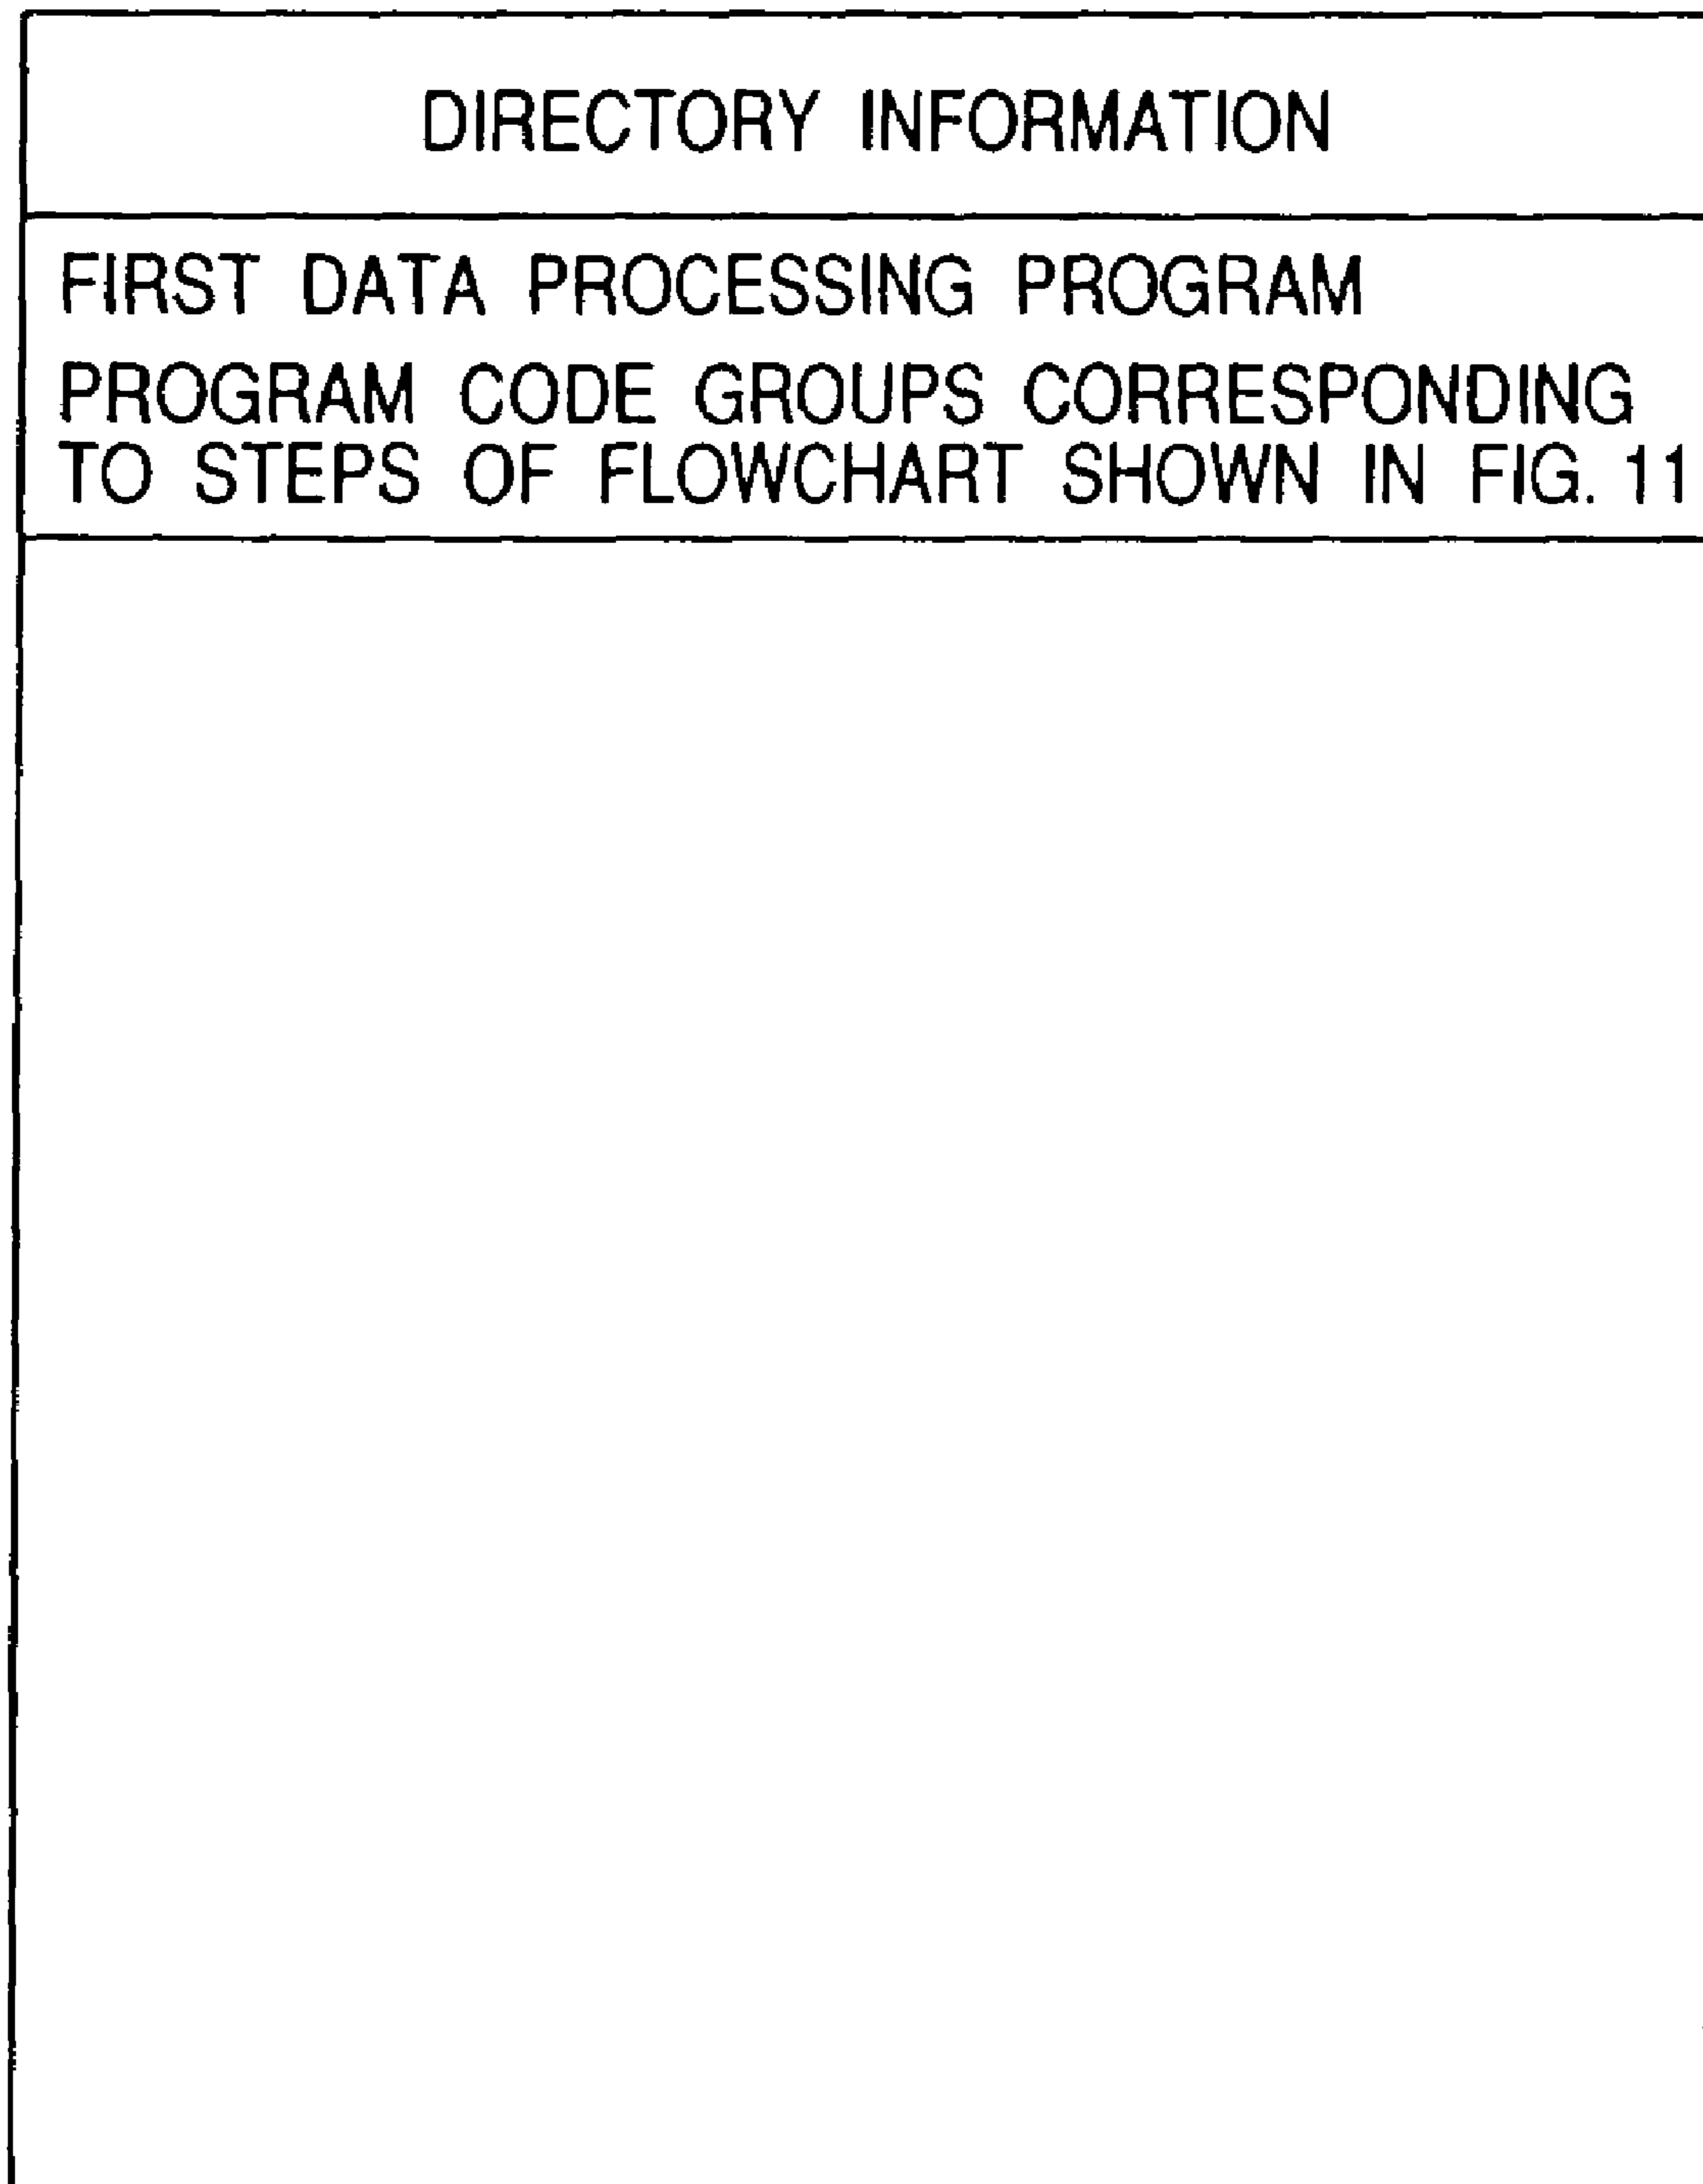 DIRECTORY INFORMATION
FIRST DATA PROCESSING PROGRAM
PROGRAM CODE GROUPS CORRESPONDING
TO STEPS OF FLOWCHART SHOWN IN FIG. 11